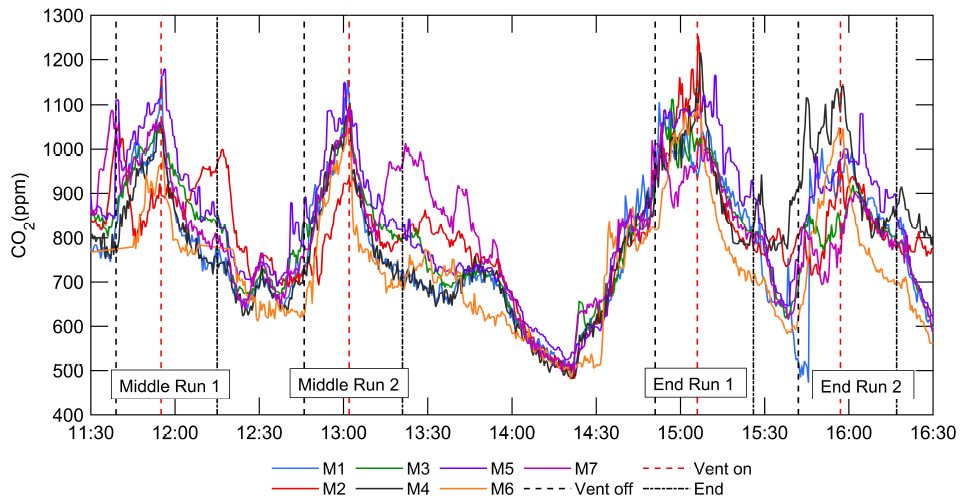 1300
1200
1100
1000
900
800
700
600
500
400
CO2(ppm)
Middle Run 1
Middle Run 2
End Run 1
End Run 2
11:30 12:00 12:30 13:00 13:30 14:00 14:30 15:00 15:30 16:00 16:30
M1 M3 M5 M7 Vent on
M2 M4 M6 Vent off End